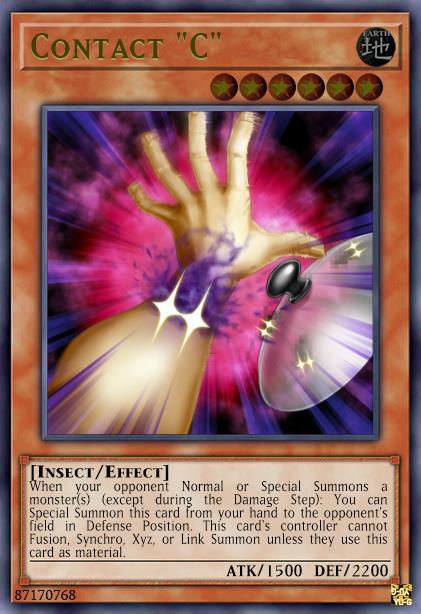 CONTACT "C"
EARTH
地
[INSECT/EFFECT]
When your opponent Normal or Special Summons a
monster(s) (except during the Damage Step): You can
Special Summon this card from your hand to the opponent's
field in Defense Position. This card's controller cannot
Fusion, Synchro, Xyz, or Link Summon unless they use this
card as material.
ATK/1500 DEF/2200
87170768